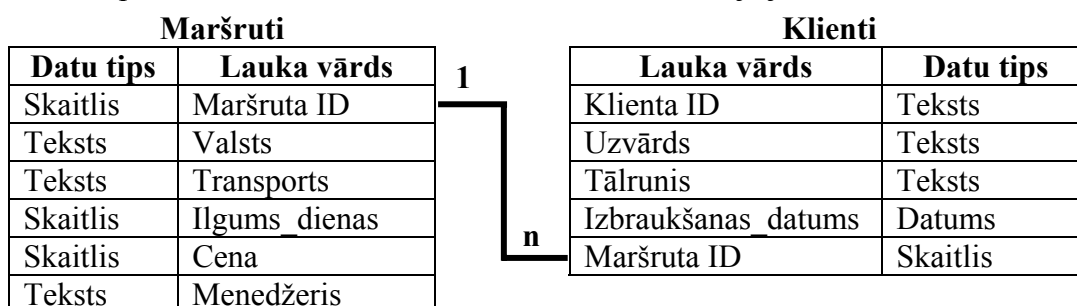 Maršruti Klienti
Datu tips Lauka vārds 1 Lauka vārds Datu tips
Skaitlis Maršruta ID Klienta ID Teksts
Teksts Valsts Uzvārds Teksts
Teksts Transports Tālrunis Teksts
Skaitlis Ilgums_dienas Izbraukšanas_datums Datums
Skaitlis Cena n Maršruta ID Skaitlis
Teksts Menedžeris